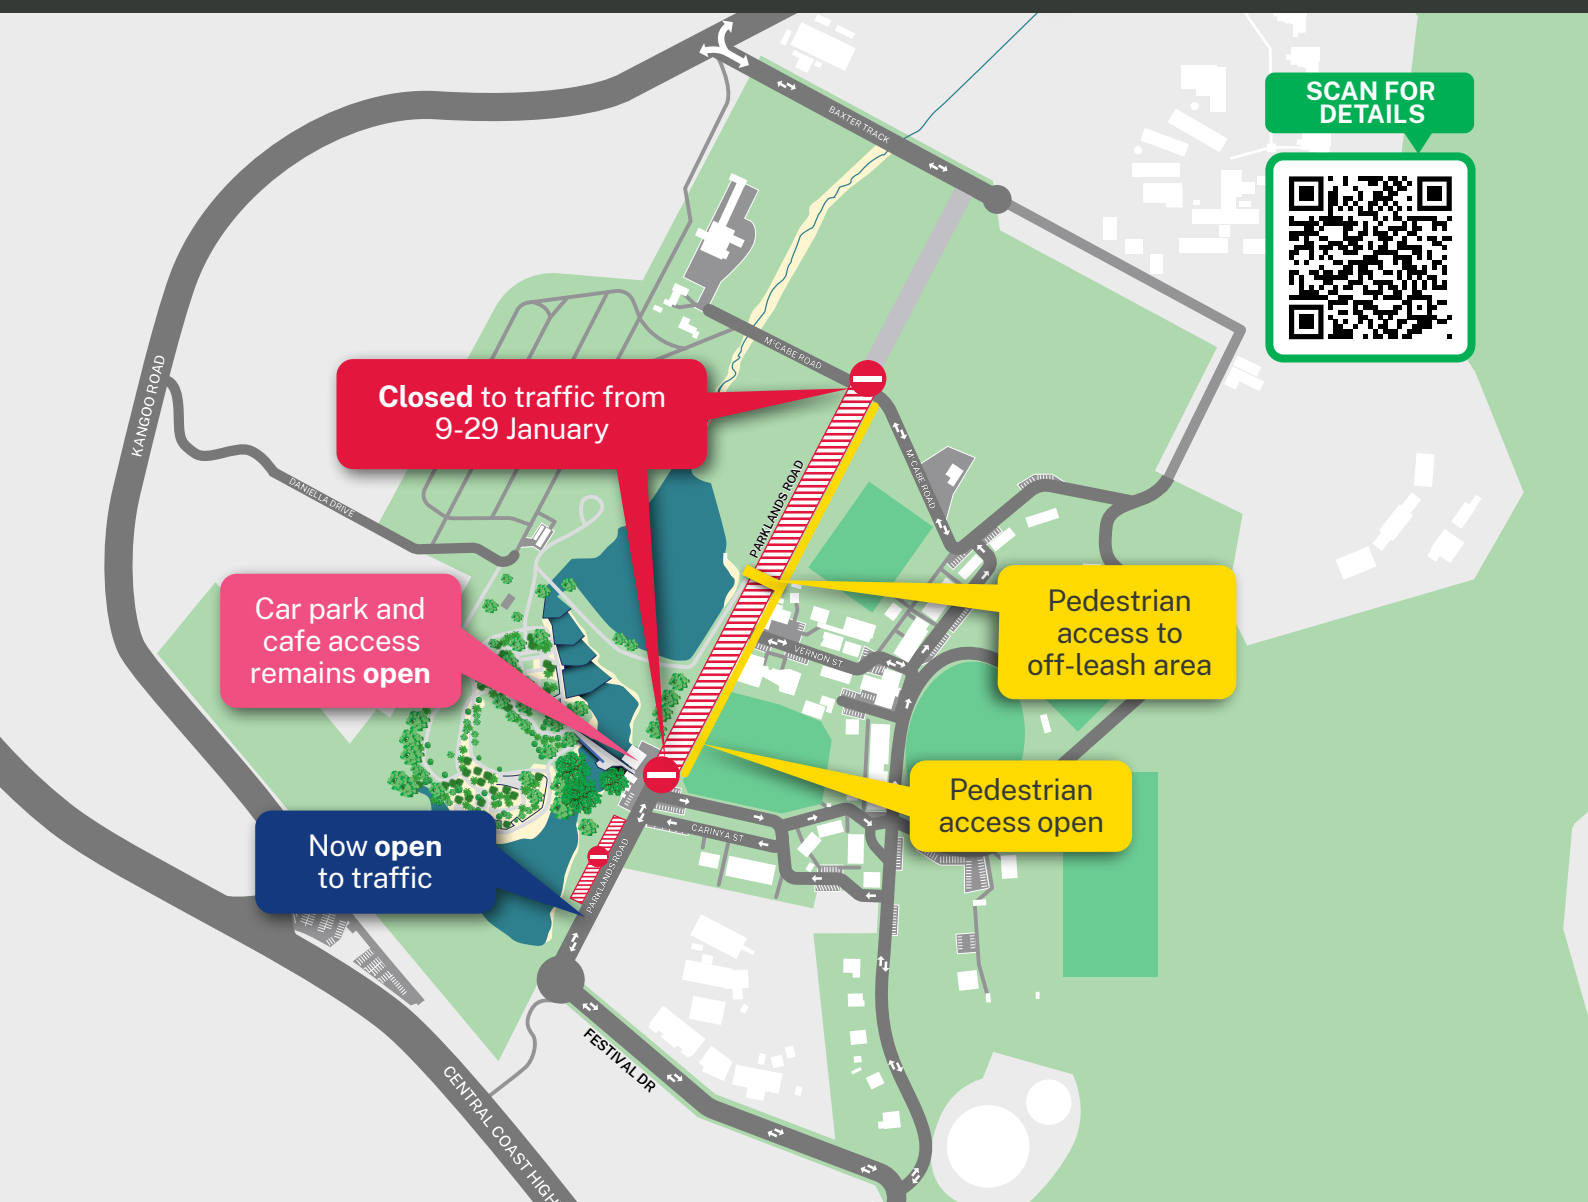 SCAN FOR
DETAILS
BAXTER TRACK
McCABE ROAD
KANGOO ROAD
Closed to traffic from
9-29 January
PARKLANDS ROAD
McCABE ROAD
DANIELLA DRIVE
Car park and
cafe access
remains open
Pedestrian
access to
off-leash area
VERNON ST
Pedestrian
access open
CARINYA ST
Now open
to traffic
PARKLANDS ROAD
FESTIVAL DR
CENTRAL COAST HIGH